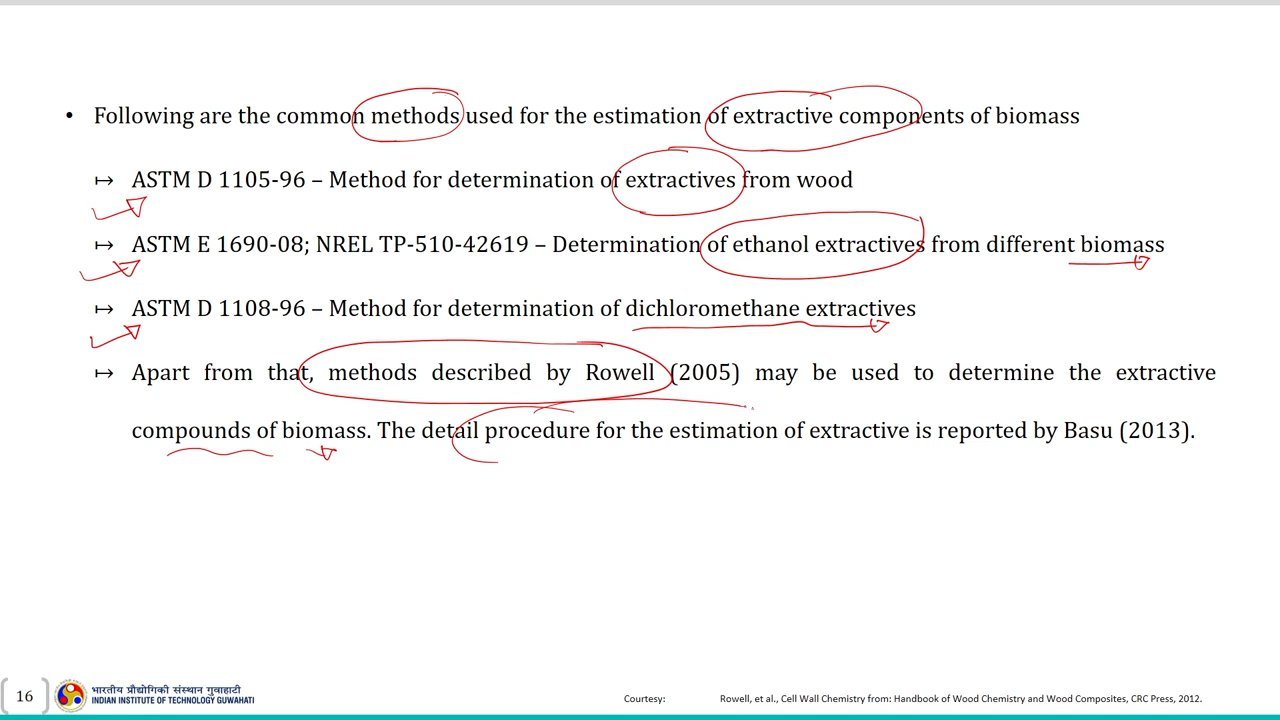 • Following are the common methods used for the estimation of extractive components of biomass
↦ ASTM D 1105-96 – Method for determination of extractives from wood
↦ ASTM E 1690-08; NREL TP-510-42619 – Determination of ethanol extractives from different biomass
↦ ASTM D 1108-96 – Method for determination of dichloromethane extractives
↦ Apart from that, methods described by Rowell (2005) may be used to determine the extractive
compounds of biomass. The detail procedure for the estimation of extractive is reported by Basu (2013).
16
भारतीय प्रौद्योगिकी संस्थान गुवाहाटी
INDIAN INSTITUTE OF TECHNOLOGY GUWAHATI
Courtesy: Rowell, et al., Cell Wall Chemistry from: Handbook of Wood Chemistry and Wood Composites, CRC Press, 2012.